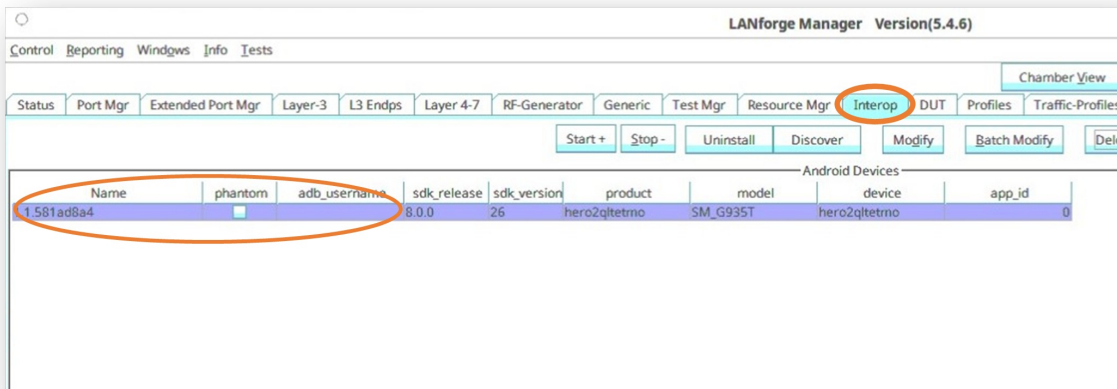 LANforge Manager Version(5.4.6)
Control Reporting Windows Info Tests
Chamber View
Status Port Mgr Extended Port Mgr Layer-3 L3 Endps Layer 4-7 RF-Generator Generic Test Mgr Resource Mgr Interop DUT Profiles Traffic-Profiles
Start + Stop - Uninstall Discover Modify Batch Modify Del
Android Devices
Name phantom adb_username sdk_release sdk_version product model device app_id
1.581ad8a4 8.0.0 26 hero2qltetmo SM_G935T hero2qltetmo 0